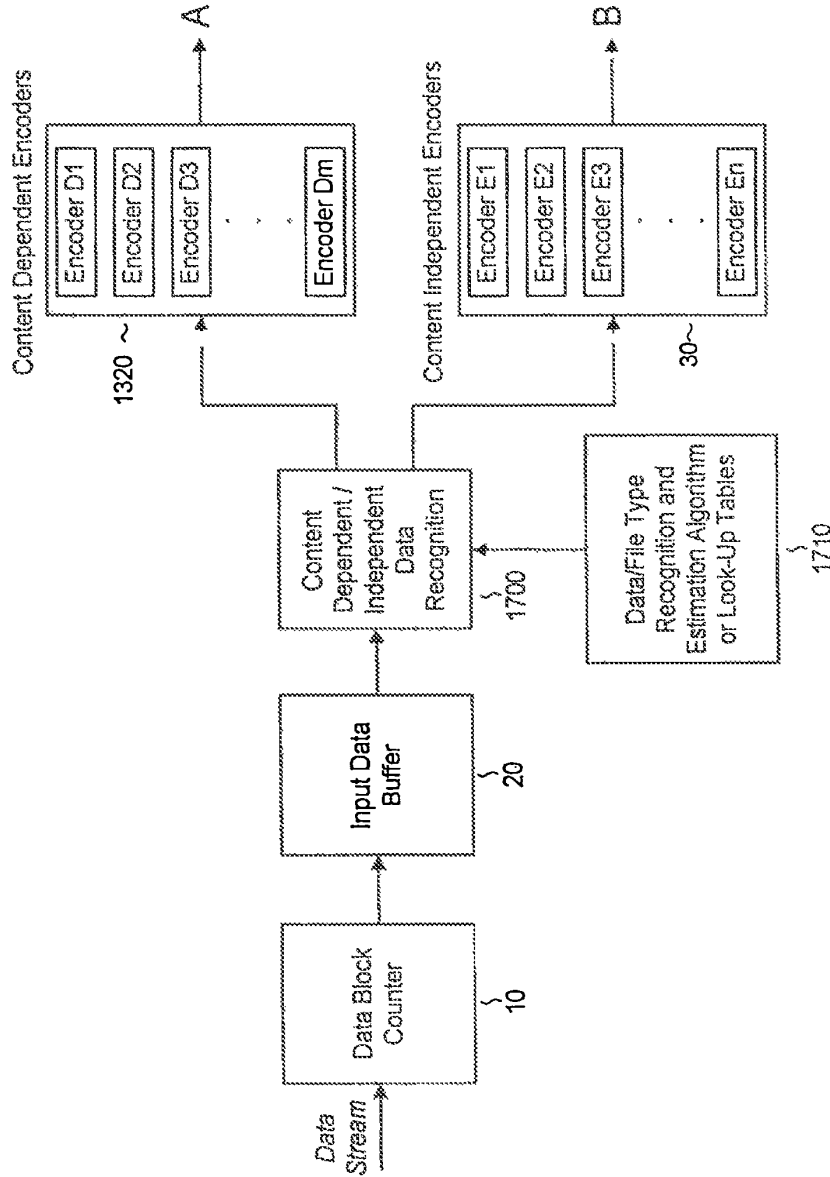 Data
Stream
Data Block
Counter
10
Input Data
Buffer
20
Content
Dependent /
Independent
Data
Recognition
1700
Data/File Type
Recognition and
Estimation Algorithm
or Look-Up Tables
1710
Content Dependent Encoders
1320
Encoder D1
Encoder D2
Encoder D3
Encoder Dm
A
Content Independent Encoders
30
Encoder E1
Encoder E2
Encoder E3
Encoder En
B